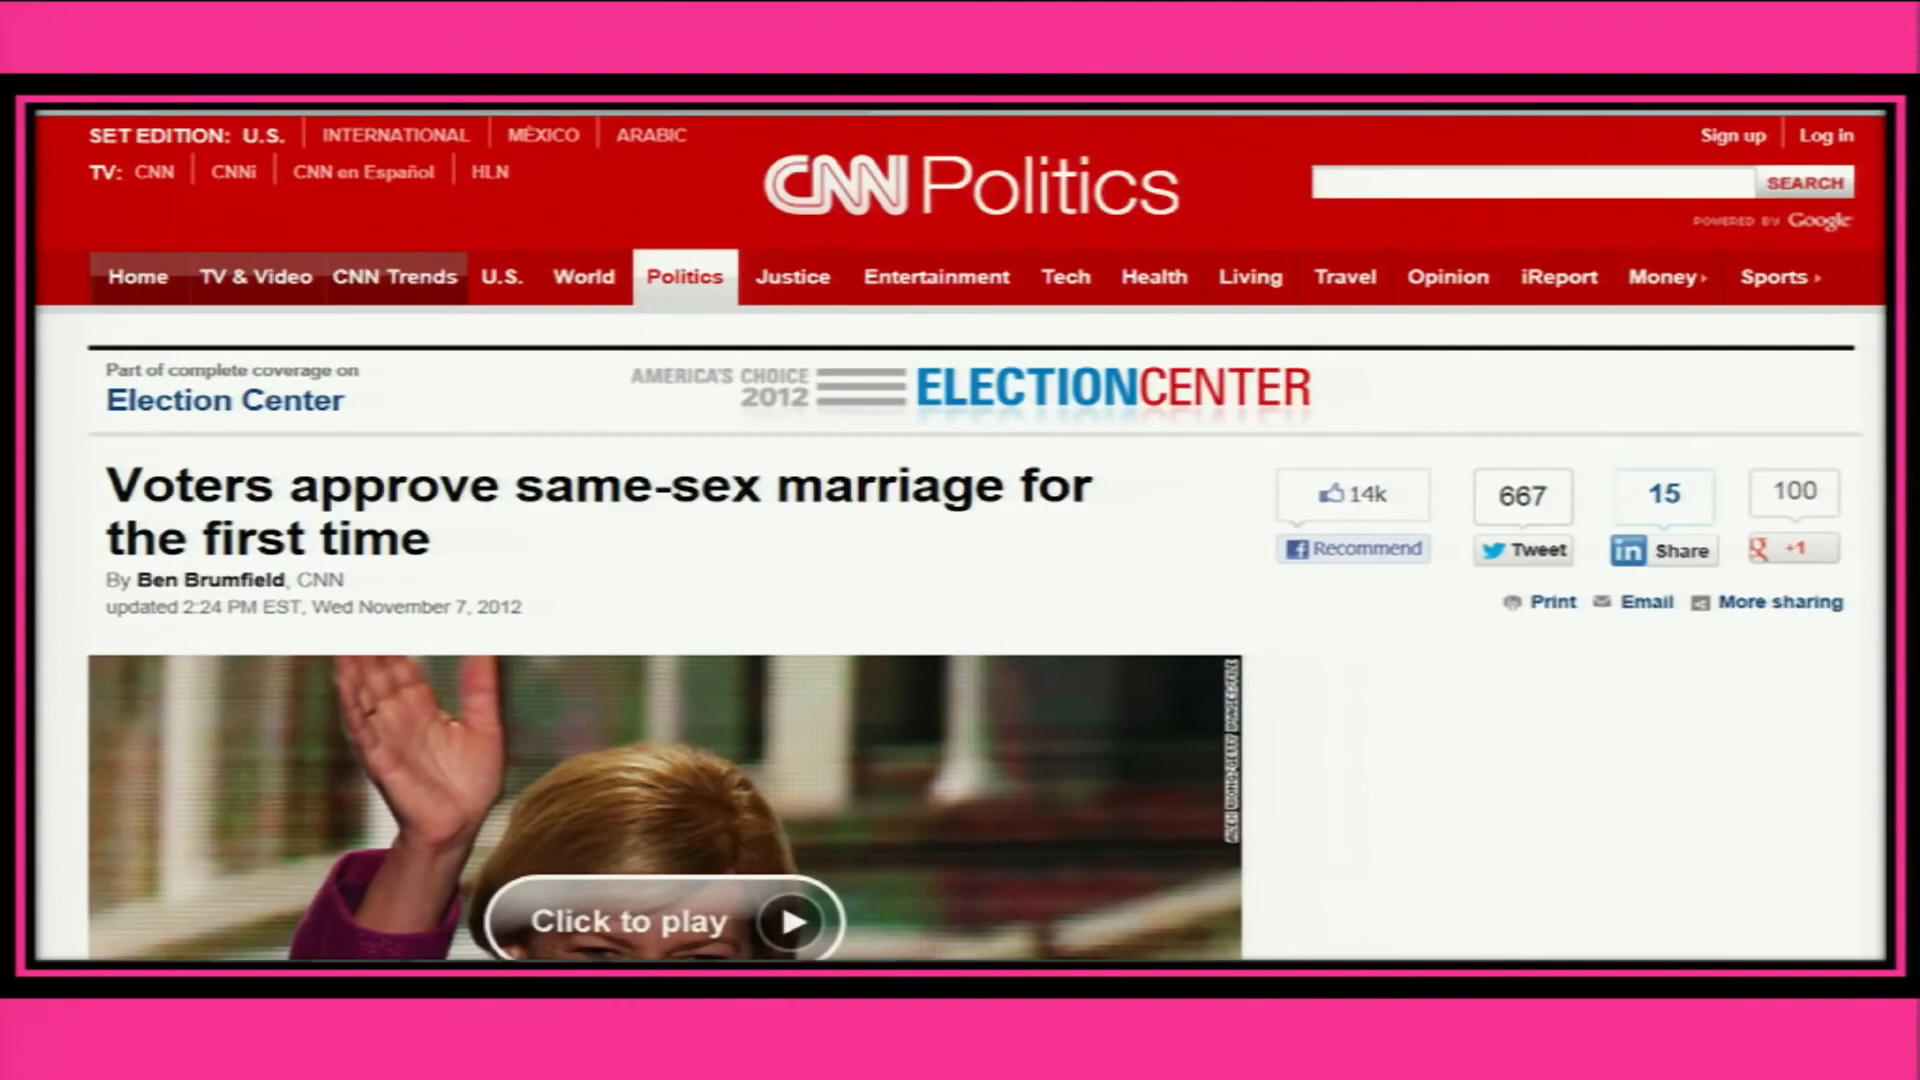 SET EDITION: U.S. INTERNATIONAL MÉXICO ARABIC
TV: CNN CNNi CNN en Español HLN
CNN Politics
Sign up Log in
SEARCH
POWERED BY Google
Home TV & Video CNN Trends U.S. World Politics Justice Entertainment Tech Health Living Travel Opinion iReport Money Sports
Part of complete coverage on
Election Center
AMERICA'S CHOICE
2012
ELECTIONCENTER
Voters approve same-sex marriage for
the first time
By Ben Brumfield, CNN
updated 2:24 PM EST, Wed November 7, 2012
14k 667 15 100
Recommend Tweet Share +1
Print Email More sharing
Click to play